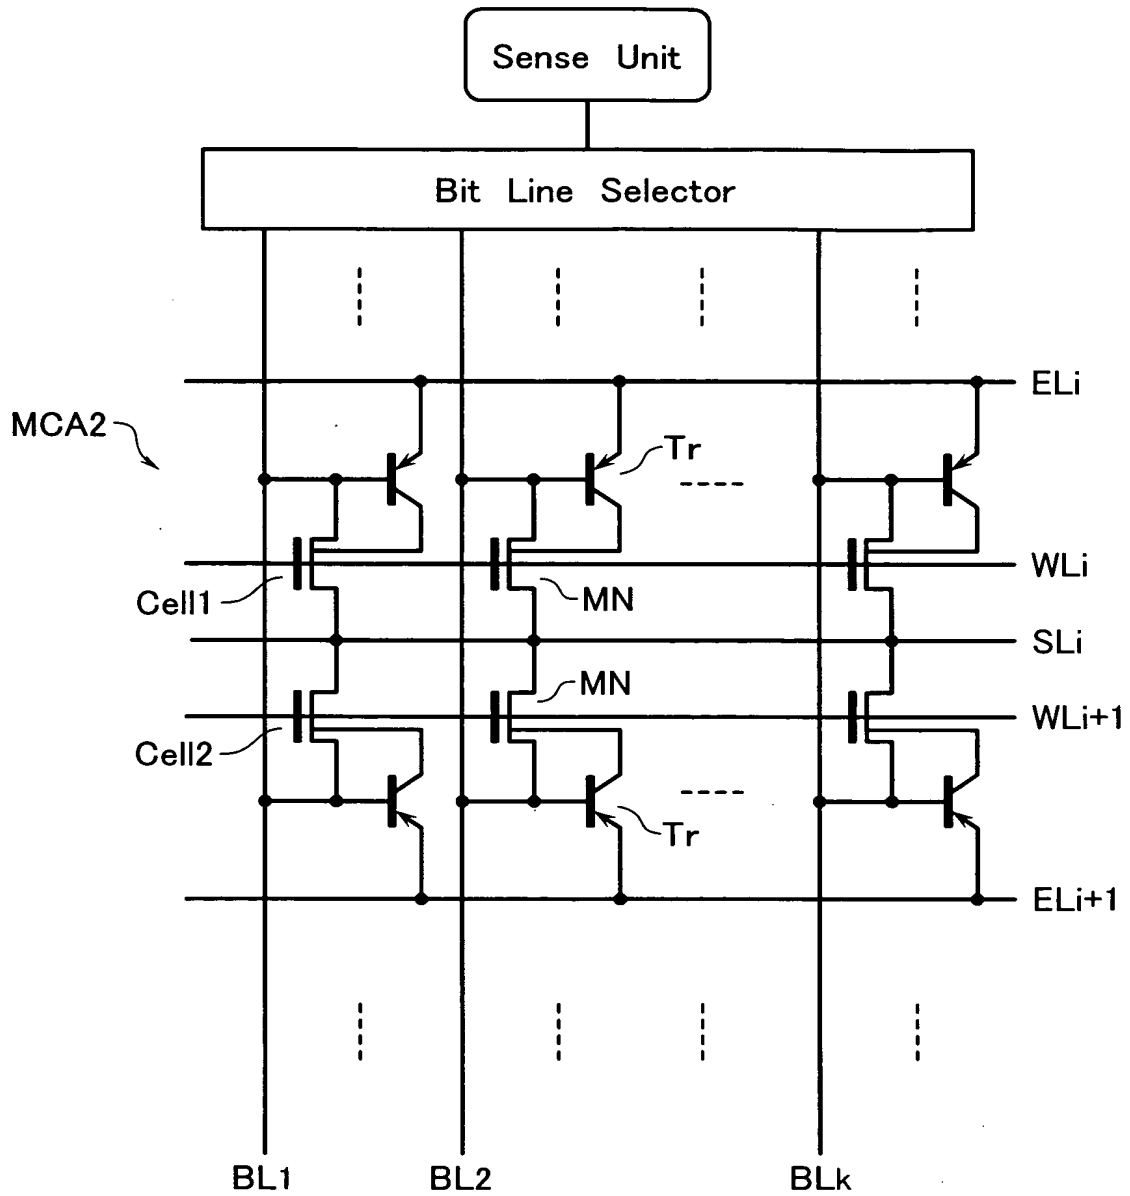 Sense Unit
Bit Line Selector
ELi
MCA2
Tr
WLi
Cell1
MN
SLi
MN
WLi+1
Cell2
Tr
ELi+1
BL1
BL2
BLk